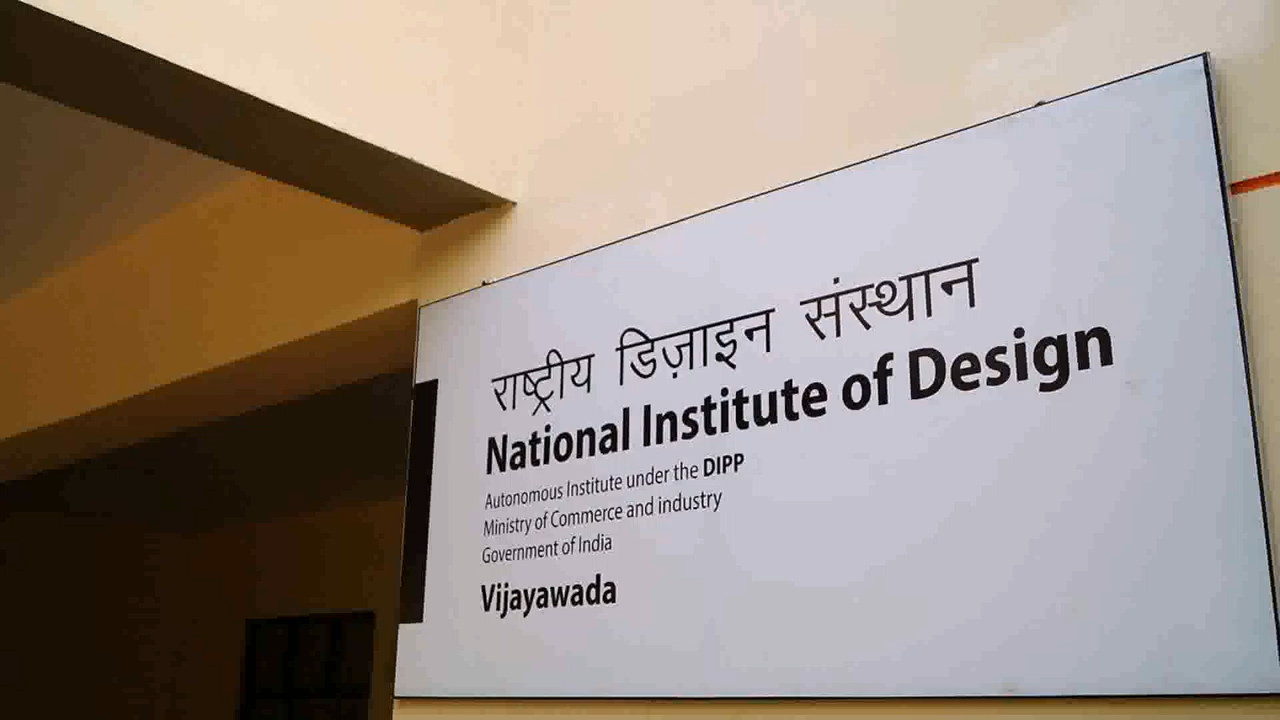 राष्ट्रीय डिज़ाइन संस्थान
National Institute of Design
Autonomous Institute under the DIPP
Ministry of Commerce and industry
Government of India
Vijayawada